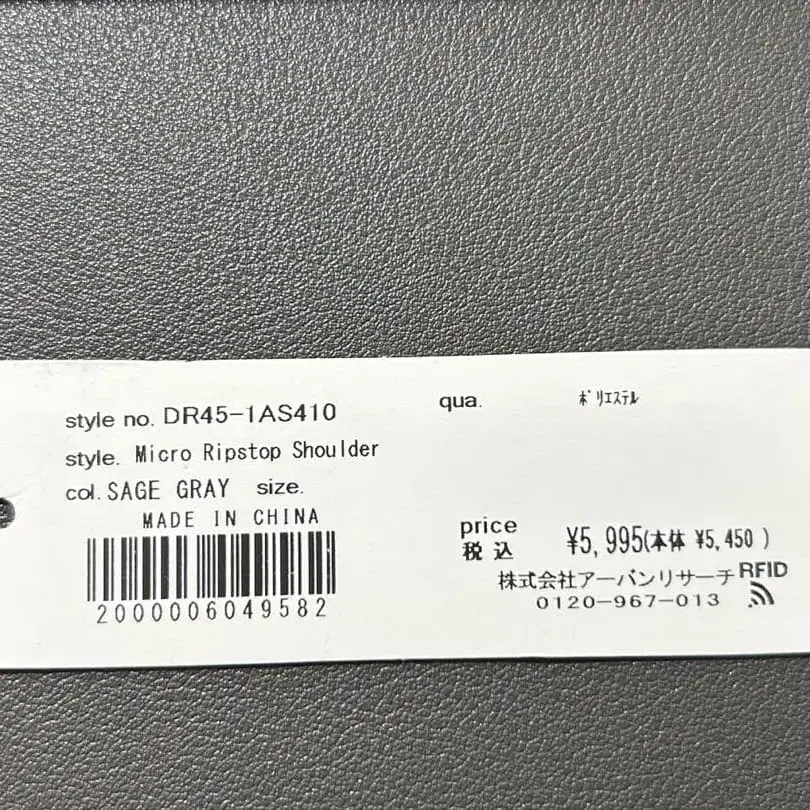 style no. DR45-1AS410
style. Micro Ripstop Shoulder
col. SAGE GRAY size.
MADE IN CHINA
2000006049582
qua. ﾎﾟﾘｴｽﾃﾙ
price
税込 ¥5,995(本体 ¥5,450 )
株式会社アーバンリサーチ RFID
0120-967-013